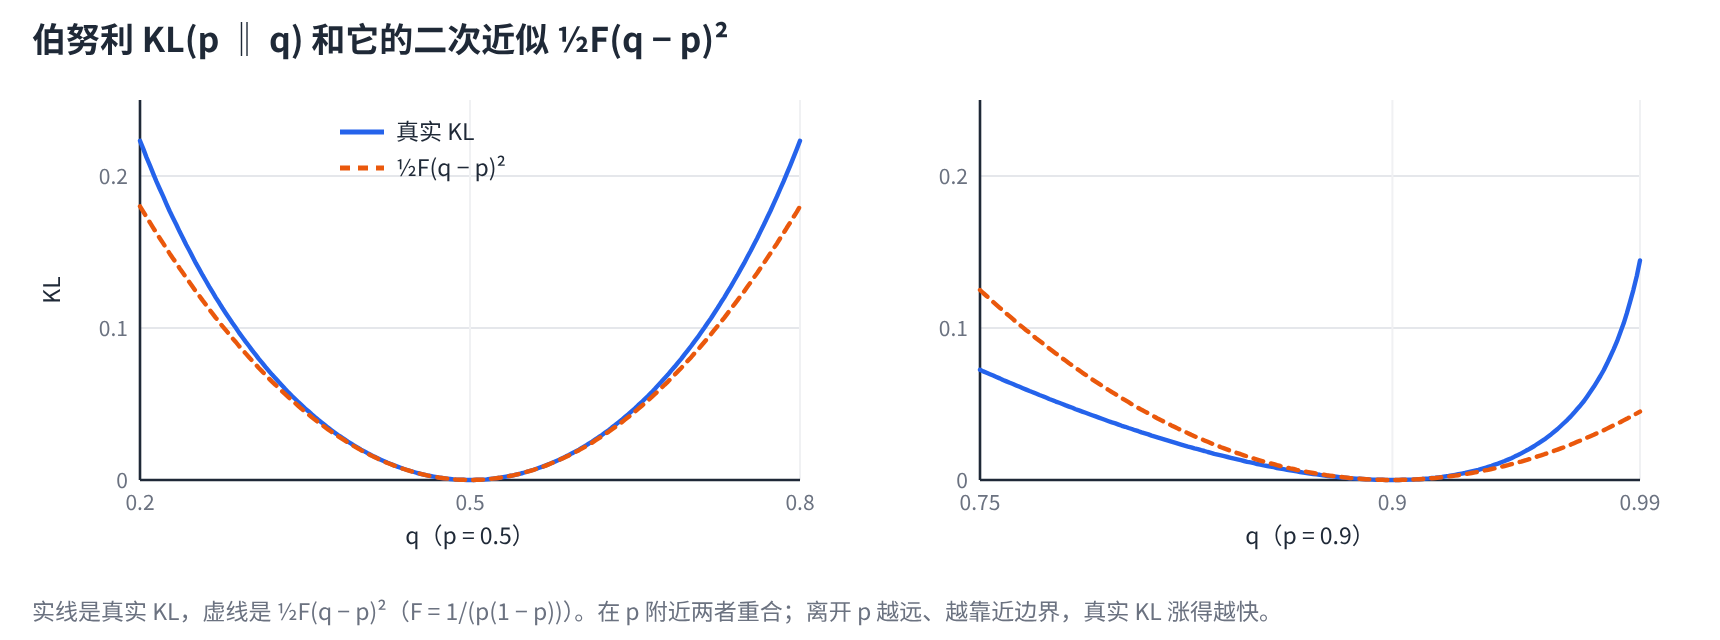 伯努利 KL(p ‖ q) 和它的二次近似 ½F(q − p)²
真实 KL
½F(q − p)²
KL
0.2
0.1
0
0.2
0.5
0.8
q（p = 0.5）
0.2
0.1
0
0.75
0.9
0.99
q（p = 0.9）
实线是真实 KL，虚线是 ½F(q − p)²（F = 1/(p(1 − p))）。在 p 附近两者重合；离开 p 越远、越靠近边界，真实 KL 涨得越快。